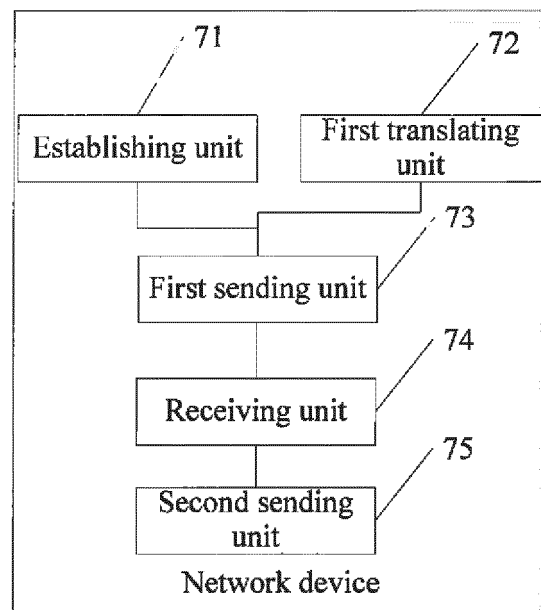 71
72
Establishing unit
First translating
unit
73
First sending unit
74
Receiving unit
75
Second sending
unit
Network device